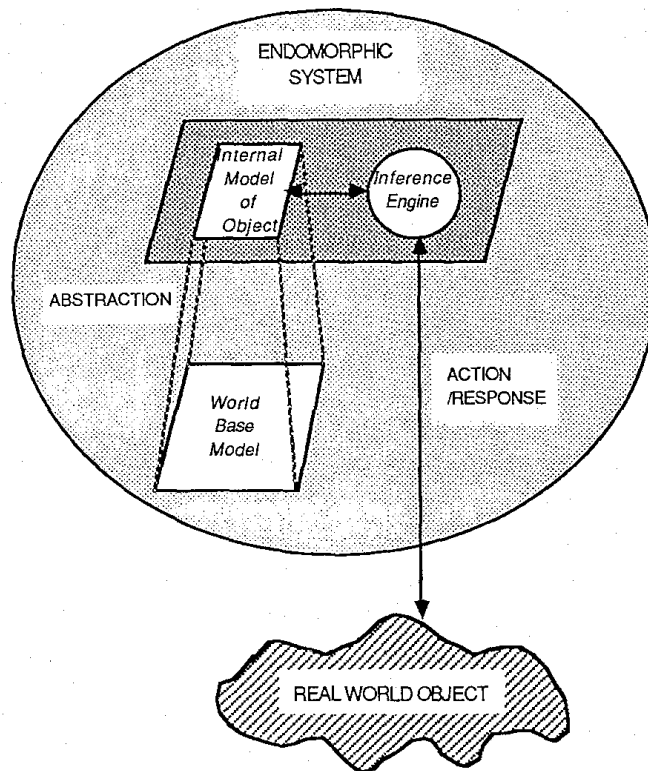 ENDOMORPHIC
SYSTEM
Internal
Model
of
Object
Inference
Engine
ABSTRACTION
World
Base
Model
ACTION
/RESPONSE
REAL WORLD OBJECT